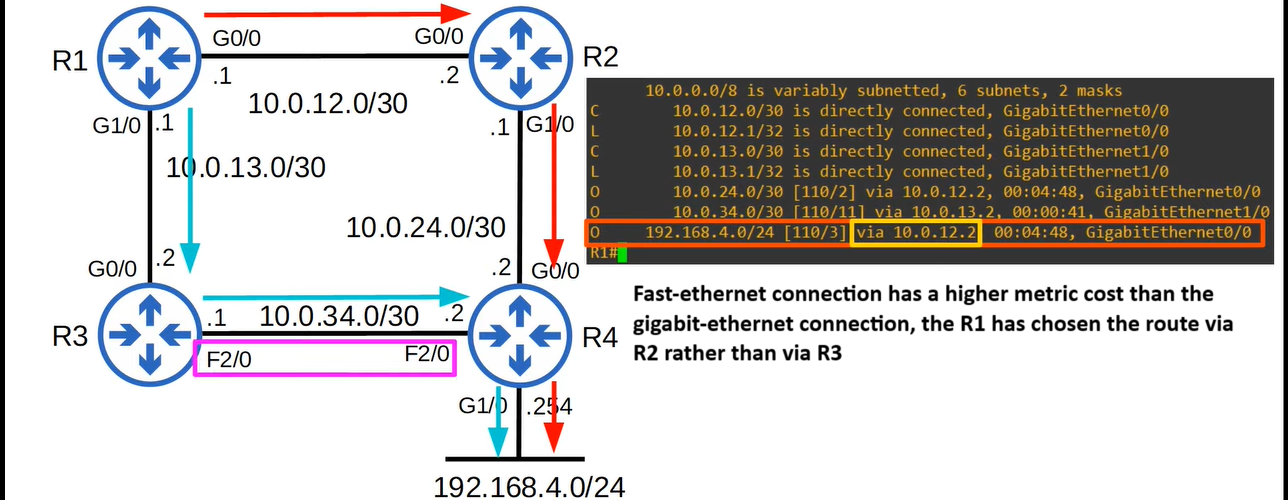 G0/0
G0/0
R1
R2
.1
.2
10.0.12.0/30
G1/0
.1
.1
G1/0
10.0.13.0/30
10.0.24.0/30
G0/0
.2
.2
G0/0
R3
.1
10.0.34.0/30
.2
R4
F2/0
F2/0
G1/0
.254
192.168.4.0/24
10.0.0.0/8 is variably subnetted, 6 subnets, 2 masks
C 10.0.12.0/30 is directly connected, GigabitEthernet0/0
L 10.0.12.1/32 is directly connected, GigabitEthernet0/0
C 10.0.13.0/30 is directly connected, GigabitEthernet1/0
L 10.0.13.1/32 is directly connected, GigabitEthernet1/0
O 10.0.24.0/30 [110/2] via 10.0.12.2, 00:04:48, GigabitEthernet0/0
O 10.0.34.0/30 [110/11] via 10.0.13.2, 00:00:41, GigabitEthernet1/0
O 192.168.4.0/24 [110/3] via 10.0.12.2 00:04:48, GigabitEthernet0/0
R1#
Fast-ethernet connection has a higher metric cost than the
gigabit-ethernet connection, the R1 has chosen the route via
R2 rather than via R3